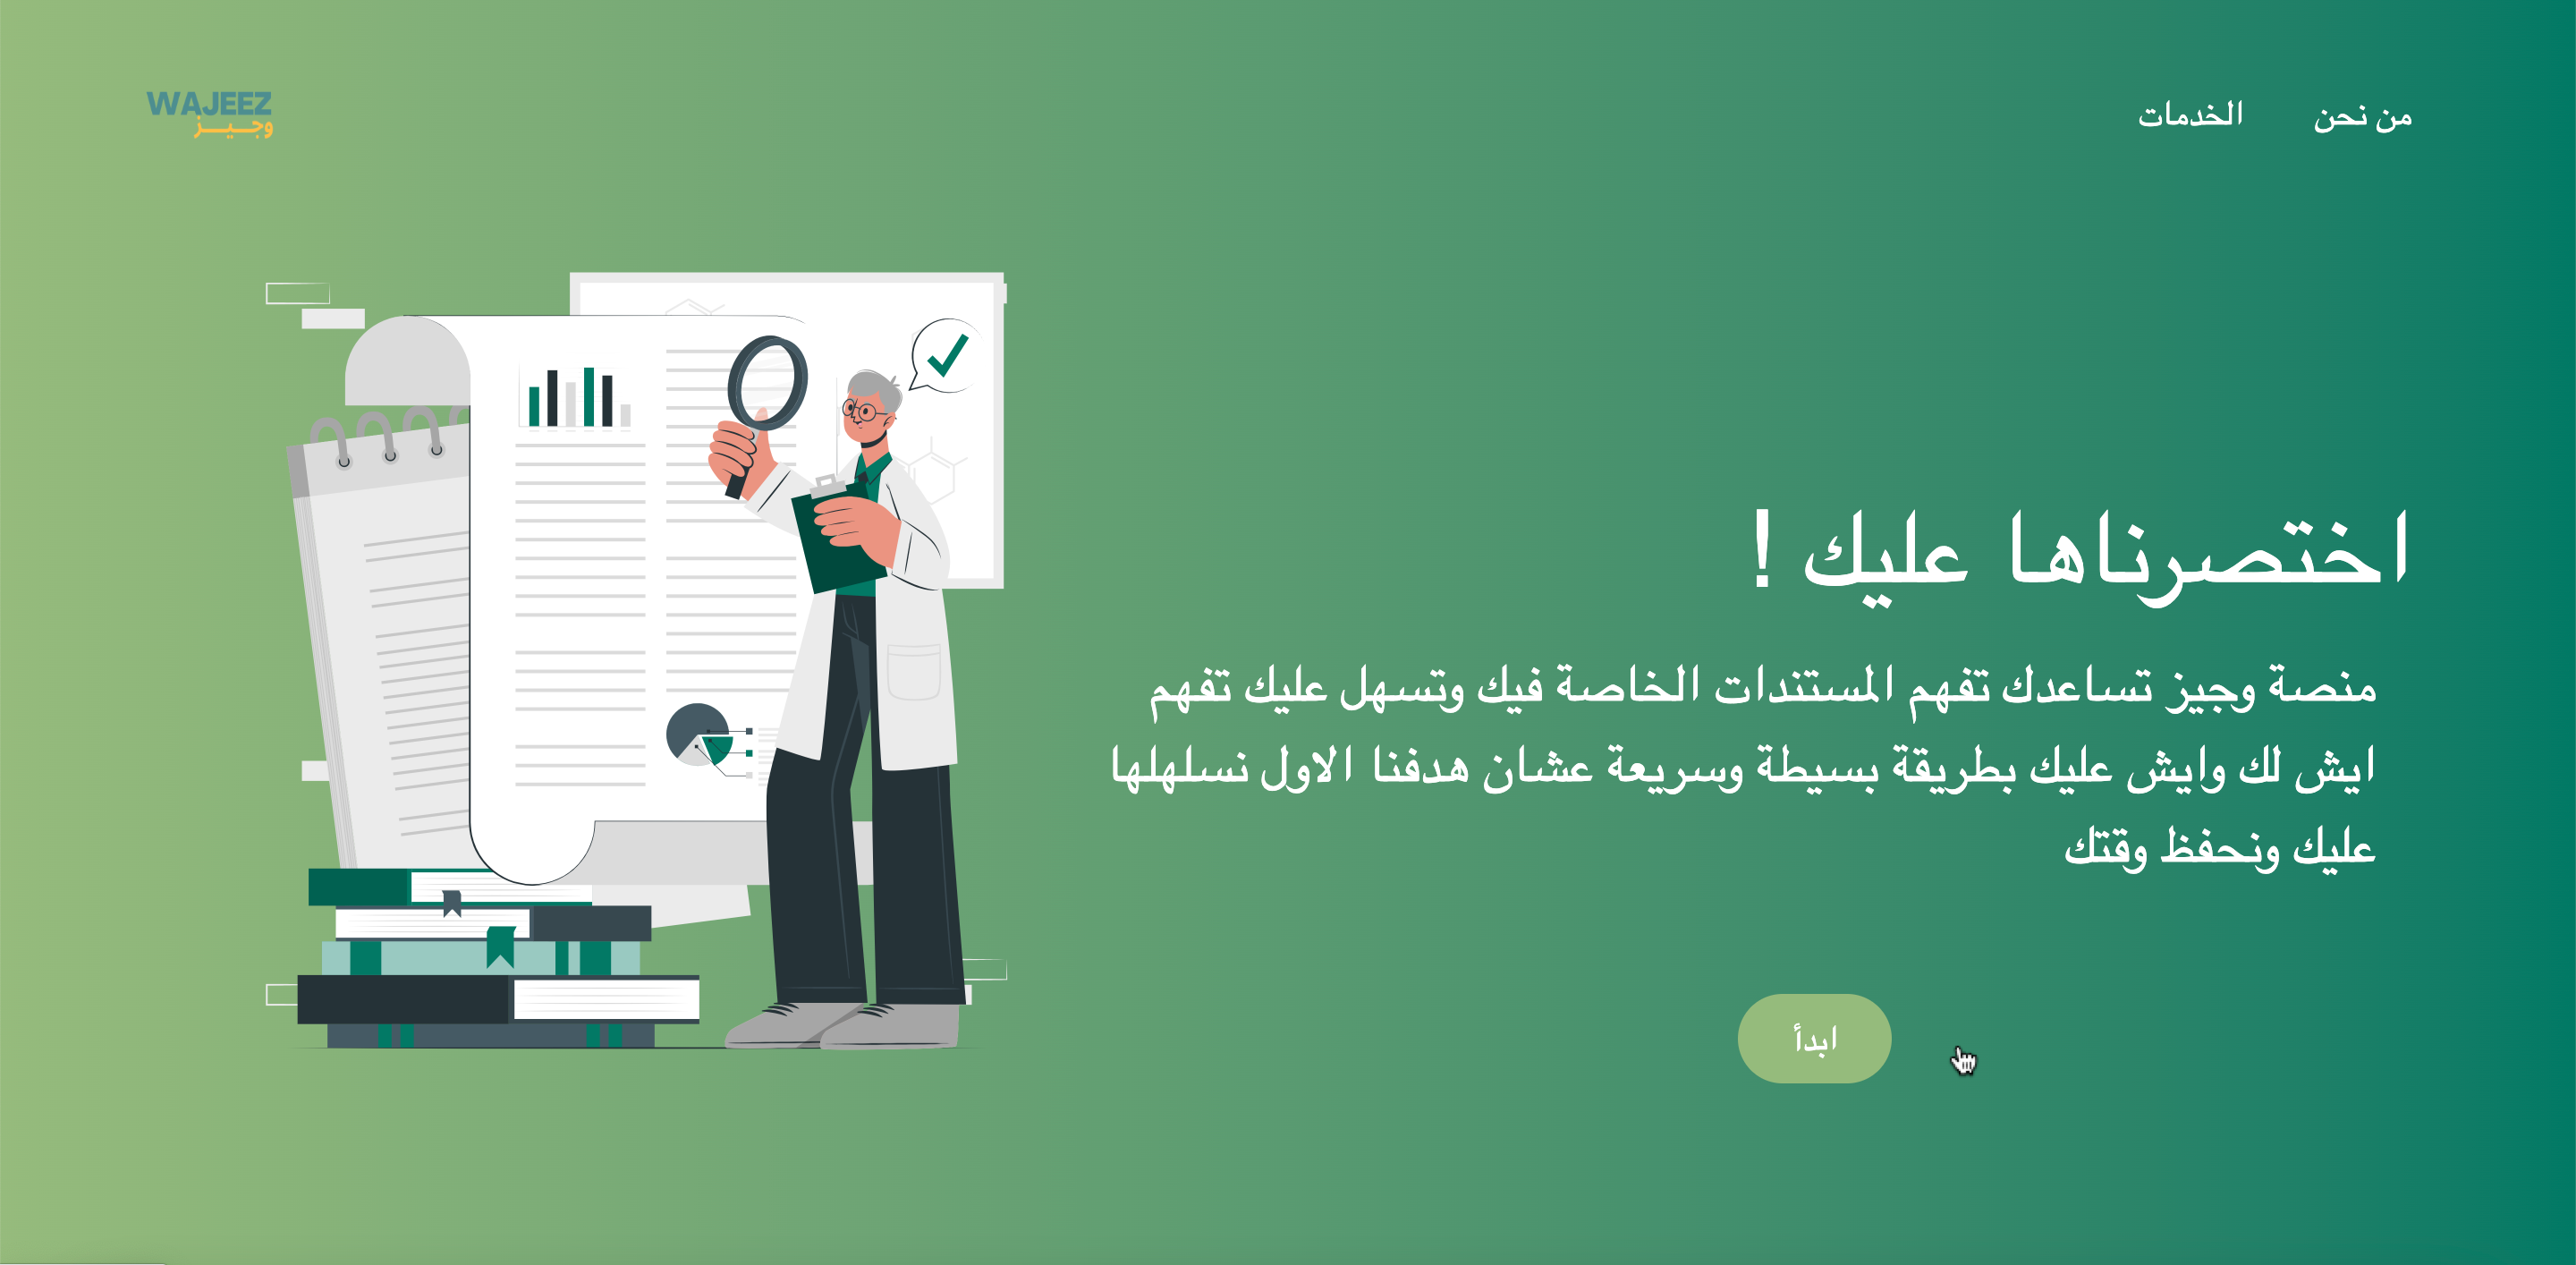 من نحن
الخدمات
WAJEEZ
وجيز
اختصرناها عليك !
منصة وجيز تساعدك تفهم المستندات الخاصة فيك وتسهل عليك تفهم
ايش لك وايش عليك بطريقة بسيطة وسريعة عشان هدفنا الاول نسلهلها
عليك ونحفظ وقتك
ابدأ